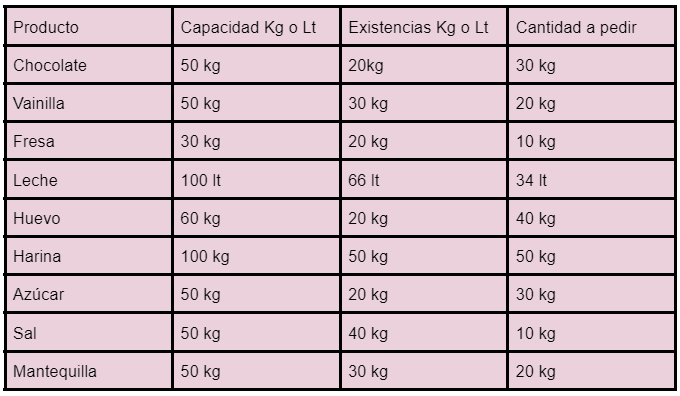 Producto Capacidad Kg o Lt Existencias Kg o Lt Cantidad a pedir
Chocolate 50 kg 20kg 30 kg
Vainilla 50 kg 30 kg 20 kg
Fresa 30 kg 20 kg 10 kg
Leche 100 lt 66 lt 34 lt
Huevo 60 kg 20 kg 40 kg
Harina 100 kg 50 kg 50 kg
Azúcar 50 kg 20 kg 30 kg
Sal 50 kg 40 kg 10 kg
Mantequilla 50 kg 30 kg 20 kg